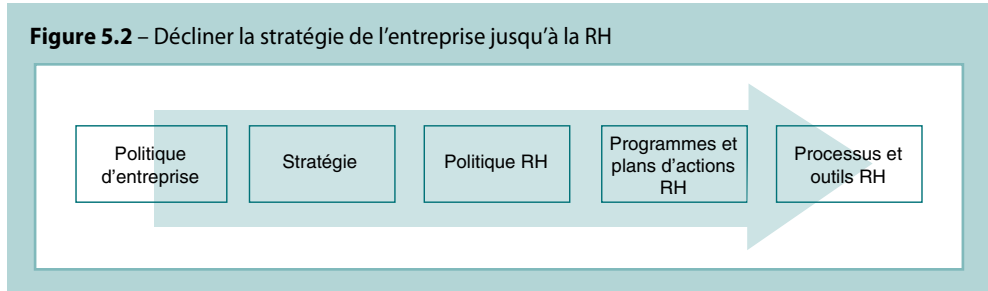 Figure 5.2 – Décliner la stratégie de l'entreprise jusqu'à la RH
Politique
d'entreprise
Stratégie
Politique RH
Programmes et
plans d'actions
RH
Processus et
outils RH